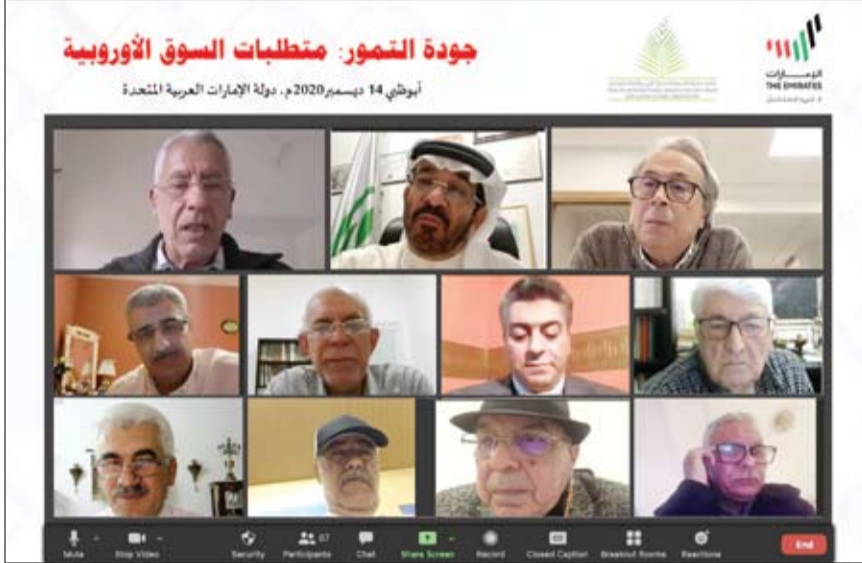 جودة التمور: متطلبات السوق الأوروبية
أبوظبي 14 ديسمبر 2020م، دولة الإمارات العربية المتحدة
الإمــــارات
THE EMIRATES
Mute
Stop Video
Security
Participants
Chat
Share Screen
Record
Closed Caption
Breakout Rooms
Reactions
End